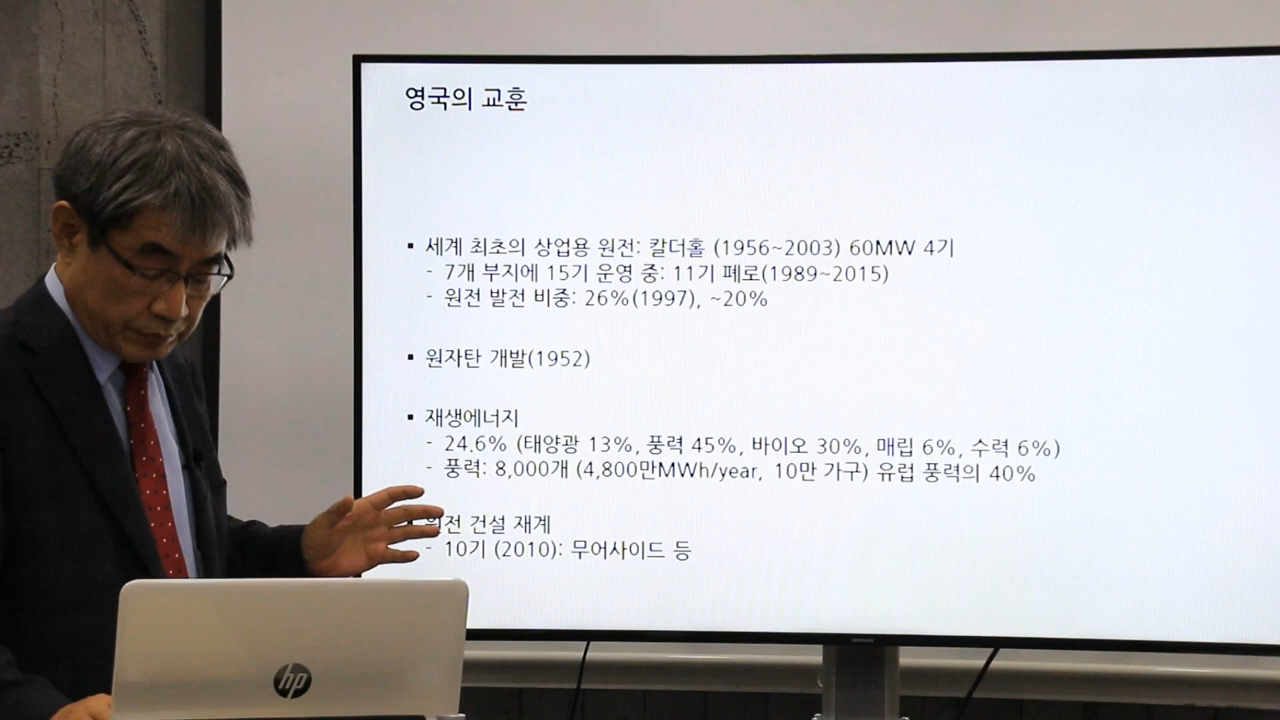 영국의 교훈
▪ 세계 최초의 상업용 원전: 칼더홀 (1956~2003) 60MW 4기
- 7개 부지에 15기 운영 중: 11기 폐로(1989~2015)
- 원전 발전 비중: 26%(1997), ~20%
▪ 원자탄 개발(1952)
▪ 재생에너지
- 24.6% (태양광 13%, 풍력 45%, 바이오 30%, 매립 6%, 수력 6%)
- 풍력: 8,000개 (4,800만MWh/year, 10만 가구) 유럽 풍력의 40%
▪ 원전 건설 재계
- 10기 (2010): 무어사이드 등
SAMSUNG
hp